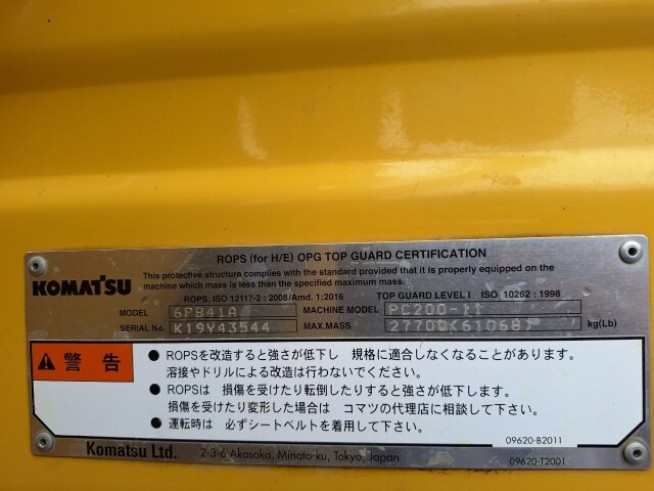 ROPS (for H/E) OPG TOP GUARD CERTIFICATION
KOMATSU
This protective structure complies with the standard provided that it is properly equipped on the
machine which mass is less than the specified maximum mass.
ROPS: ISO 12117-2 : 2008/Amd. 1:2016 TOP GUARD LEVEL I ISO 10262 : 1998
MODEL 6PB41A MACHINE MODEL PC200-11
SERIAL No. K19Y43544 MAX.MASS 27700(61068) kg(Lb)
警告
● ROPSを改造すると強さが低下し 規格に適合しなくなることがあります。
溶接やドリルによる改造は行わないでください。
● ROPSは 損傷を受けたり転倒したりすると強さが低下します。
損傷を受けたり変形した場合は コマツの代理店に相談して下さい。
● 運転時は 必ずシートベルトを着用して下さい。
09620-B2011
Komatsu Ltd. 2-3-6 Akasaka, Minato-ku, Tokyo, Japan 09620-T2001